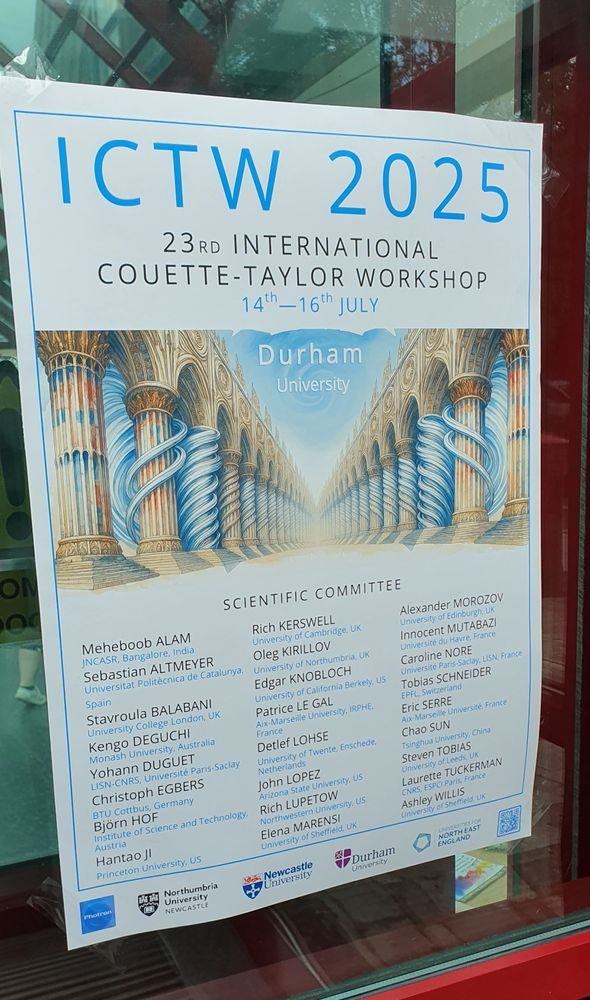 ICTW 2025
23RD INTERNATIONAL
COUETTE-TAYLOR WORKSHOP
14th—16th JULY
Durham
University
SCIENTIFIC COMMITTEE
Meheboob ALAM
JNCASR, Bangalore, India
Sebastian ALTMEYER
Universitat Politècnica de Catalunya,
Spain
Stavroula BALABANI
University College London, UK
Kengo DEGUCHI
Monash University, Australia
Yohann DUGUET
LISN-CNRS, Université Paris-Saclay
Christoph EGBERS
BTU Cottbus, Germany
Björn HOF
Institute of Science and Technology,
Austria
Hantao JI
Princeton University, US
Rich KERSWELL
University of Cambridge, UK
Oleg KIRILLOV
University of Northumbria, UK
Edgar KNOBLOCH
University of California Berkely, US
Patrice LE GAL
Aix-Marseille University, IRPHE,
France
Detlef LOHSE
University of Twente, Enschede,
Netherlands
John LOPEZ
Arizona State University, US
Rich LUPETOW
Northwestern University, US
Elena MARENSI
University of Sheffield, UK
Alexander MOROZOV
University of Edinburgh, UK
Innocent MUTABAZI
Université du Havre, France
Caroline NORE
Université Paris-Saclay, LISN, France
Tobias SCHNEIDER
EPFL, Switzerland
Eric SERRE
Aix-Marseille Université, France
Chao SUN
Tsinghua University, China
Steven TOBIAS
University of Leeds, UK
Laurette TUCKERMAN
CNRS, ESPCI Paris, France
Ashley WILLIS
University of Sheffield, UK
Photron
Northumbria
University
NEWCASTLE
Newcastle
University
Durham
University
UNIVERSITIES FOR
NORTH EAST
ENGLAND